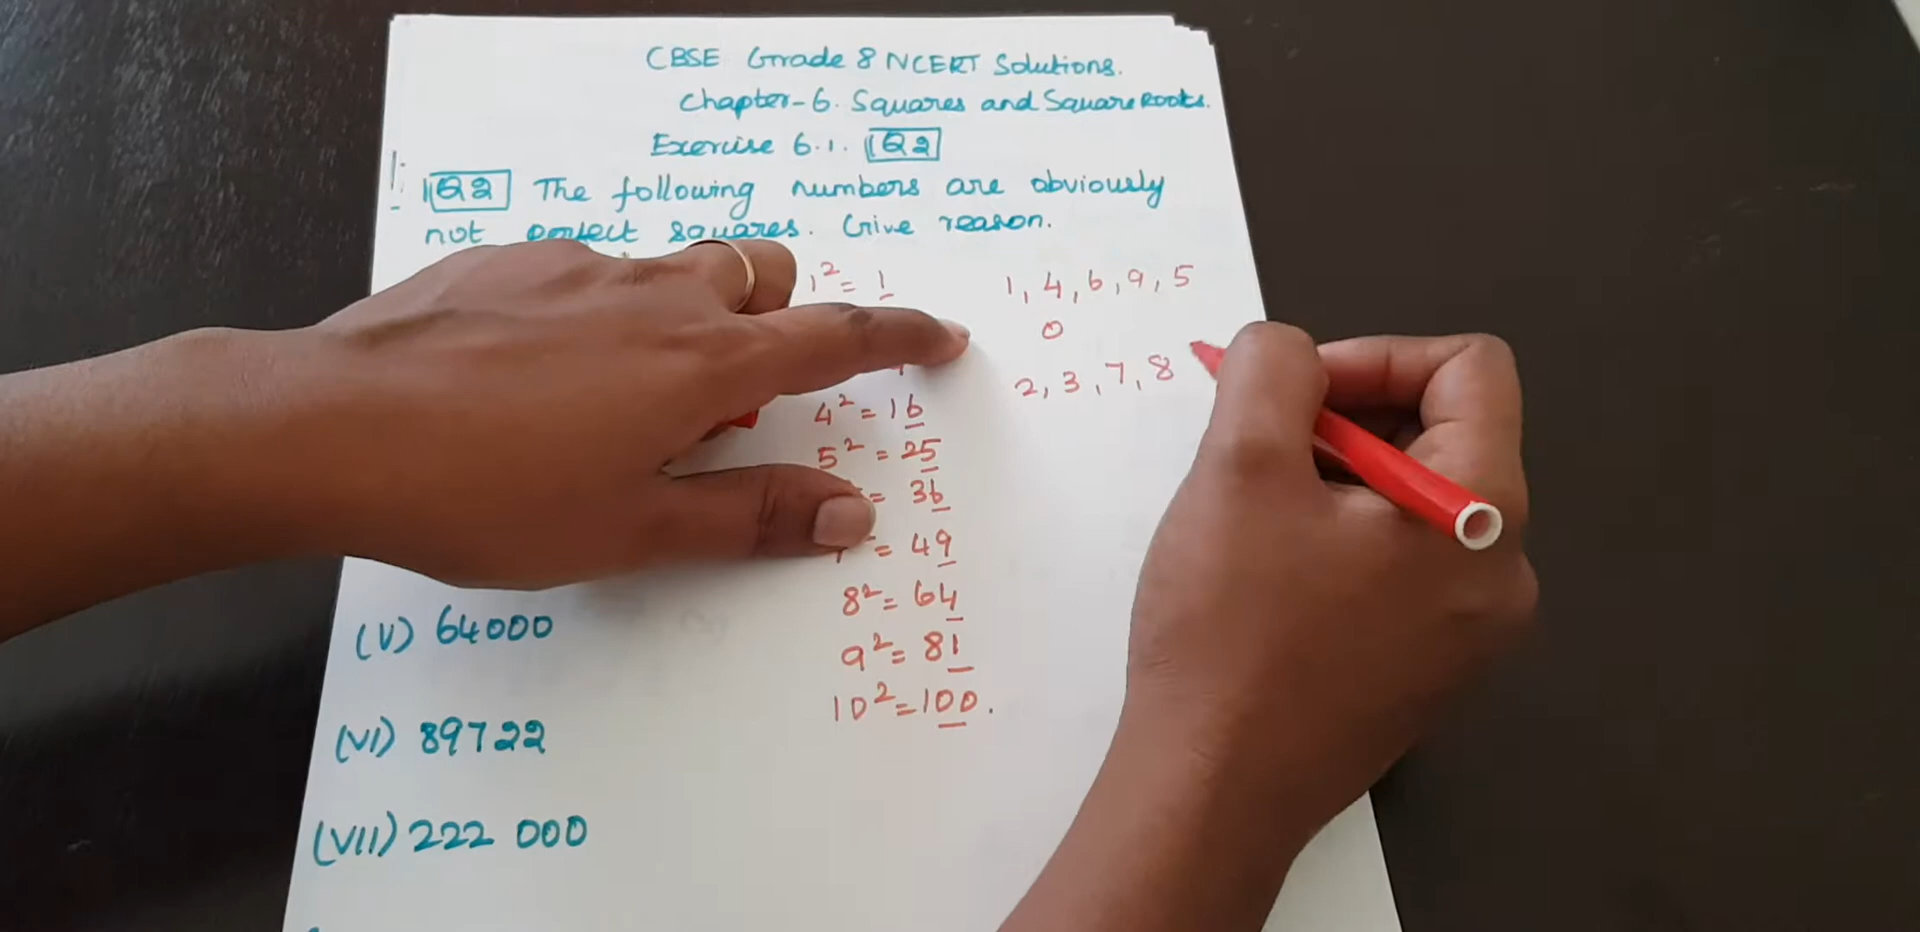 CBSE Grade 8 NCERT Solutions.
Chapter-6. Squares and Square Roots.
Exercise 6.1. Q2
Q2 The following numbers are obviously
not perfect squares. Give reason.
1² = 1
4² = 16
5² = 25
= 36
= 49
8² = 64
9² = 81
10² = 100.
1, 4, 6, 9, 5
0
2, 3, 7, 8
(V) 64000
(VI) 89722
(VII) 222 000